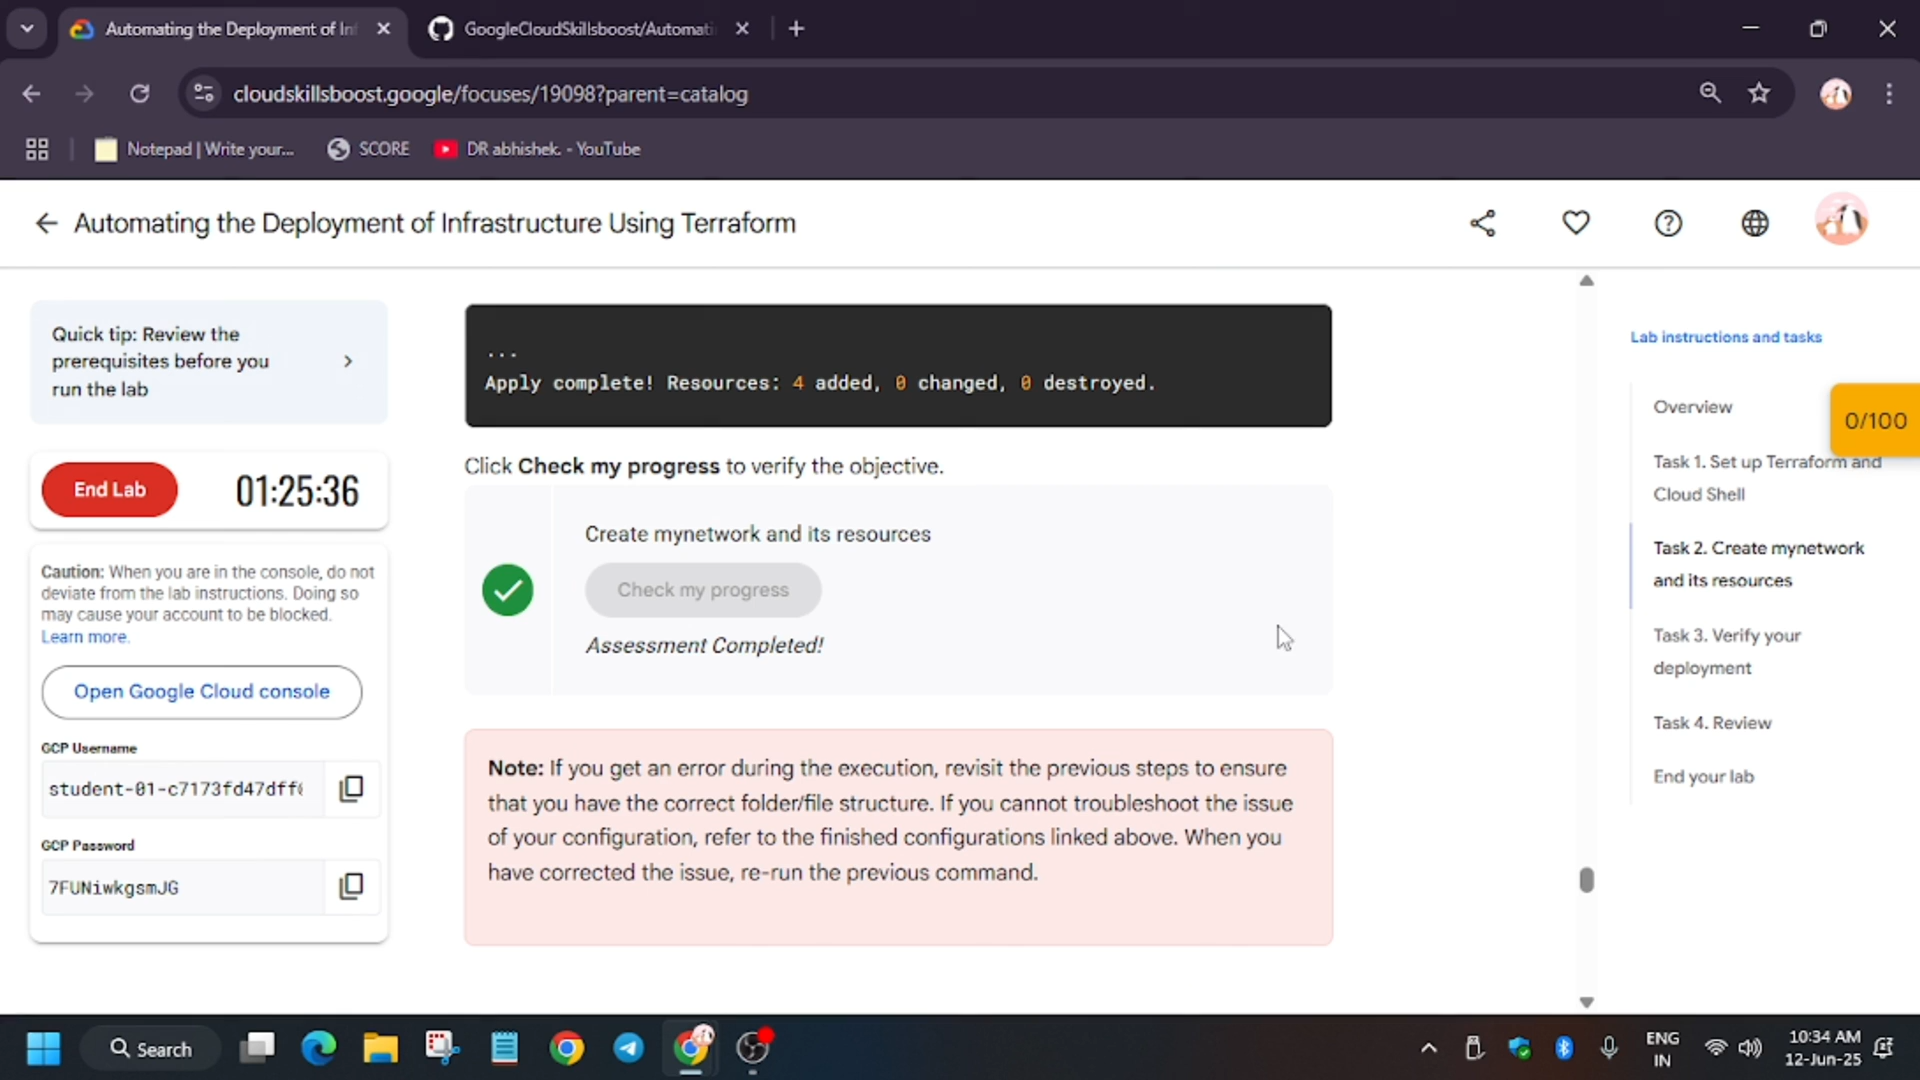 Automating the Deployment of In
GoogleCloudSkillsboost/Automati
cloudskillsboost.google/focuses/19098?parent=catalog
Notepad | Write your...
SCORE
DR abhishek. - YouTube
Automating the Deployment of Infrastructure Using Terraform
Quick tip: Review the
prerequisites before you
run the lab
End Lab
01:25:36
Caution: When you are in the console, do not
deviate from the lab instructions. Doing so
may cause your account to be blocked.
Learn more.
Open Google Cloud console
GCP Username
student-01-c7173fd47dff
GCP Password
7FUNiwkgsmJG
...
Apply complete! Resources: 4 added, 0 changed, 0 destroyed.
Click Check my progress to verify the objective.
Create mynetwork and its resources
Check my progress
Assessment Completed!
Note: If you get an error during the execution, revisit the previous steps to ensure
that you have the correct folder/file structure. If you cannot troubleshoot the issue
of your configuration, refer to the finished configurations linked above. When you
have corrected the issue, re-run the previous command.
Lab instructions and tasks
Overview
0/100
Task 1. Set up Terraform and
Cloud Shell
Task 2. Create mynetwork
and its resources
Task 3. Verify your
deployment
Task 4. Review
End your lab
Search
ENG
IN
10:34 AM
12-Jun-25